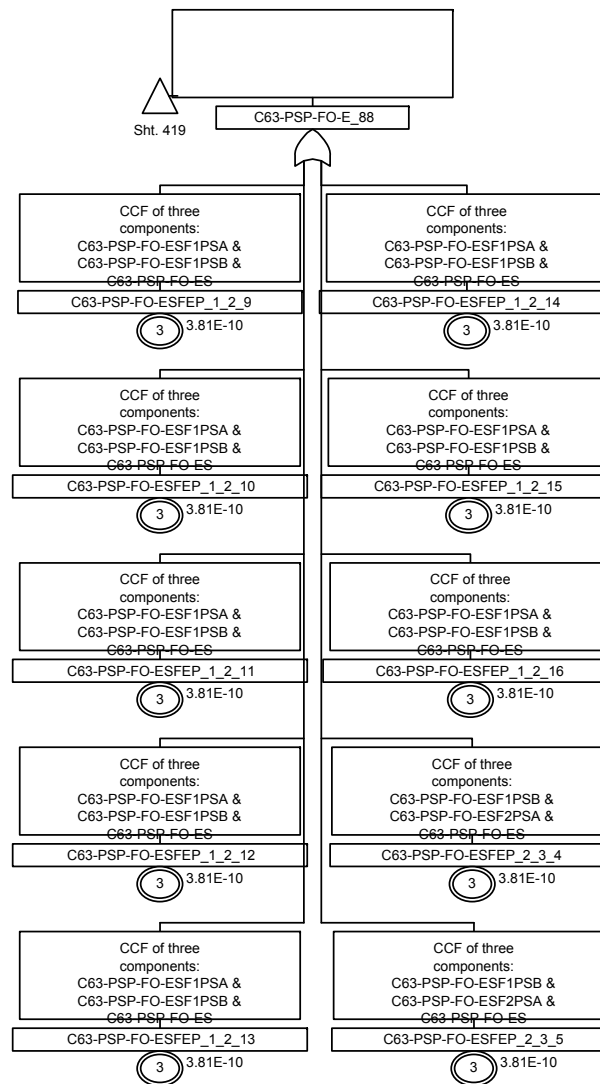 Sht. 419
C63-PSP-FO-E_88
CCF of three
components:
C63-PSP-FO-ESF1PSA &
C63-PSP-FO-ESF1PSB &
C63-PSP-FO-ES
C63-PSP-FO-ESFEP_1_2_9
3
3.81E-10
CCF of three
components:
C63-PSP-FO-ESF1PSA &
C63-PSP-FO-ESF1PSB &
C63-PSP-FO-ES
C63-PSP-FO-ESFEP_1_2_14
3
3.81E-10
CCF of three
components:
C63-PSP-FO-ESF1PSA &
C63-PSP-FO-ESF1PSB &
C63-PSP-FO-ES
C63-PSP-FO-ESFEP_1_2_10
3
3.81E-10
CCF of three
components:
C63-PSP-FO-ESF1PSA &
C63-PSP-FO-ESF1PSB &
C63-PSP-FO-ES
C63-PSP-FO-ESFEP_1_2_15
3
3.81E-10
CCF of three
components:
C63-PSP-FO-ESF1PSA &
C63-PSP-FO-ESF1PSB &
C63-PSP-FO-ES
C63-PSP-FO-ESFEP_1_2_11
3
3.81E-10
CCF of three
components:
C63-PSP-FO-ESF1PSA &
C63-PSP-FO-ESF1PSB &
C63-PSP-FO-ES
C63-PSP-FO-ESFEP_1_2_16
3
3.81E-10
CCF of three
components:
C63-PSP-FO-ESF1PSA &
C63-PSP-FO-ESF1PSB &
C63-PSP-FO-ES
C63-PSP-FO-ESFEP_1_2_12
3
3.81E-10
CCF of three
components:
C63-PSP-FO-ESF1PSB &
C63-PSP-FO-ESF2PSA &
C63-PSP-FO-ES
C63-PSP-FO-ESFEP_2_3_4
3
3.81E-10
CCF of three
components:
C63-PSP-FO-ESF1PSA &
C63-PSP-FO-ESF1PSB &
C63-PSP-FO-ES
C63-PSP-FO-ESFEP_1_2_13
3
3.81E-10
CCF of three
components:
C63-PSP-FO-ESF1PSB &
C63-PSP-FO-ESF2PSA &
C63-PSP-FO-ES
C63-PSP-FO-ESFEP_2_3_5
3
3.81E-10